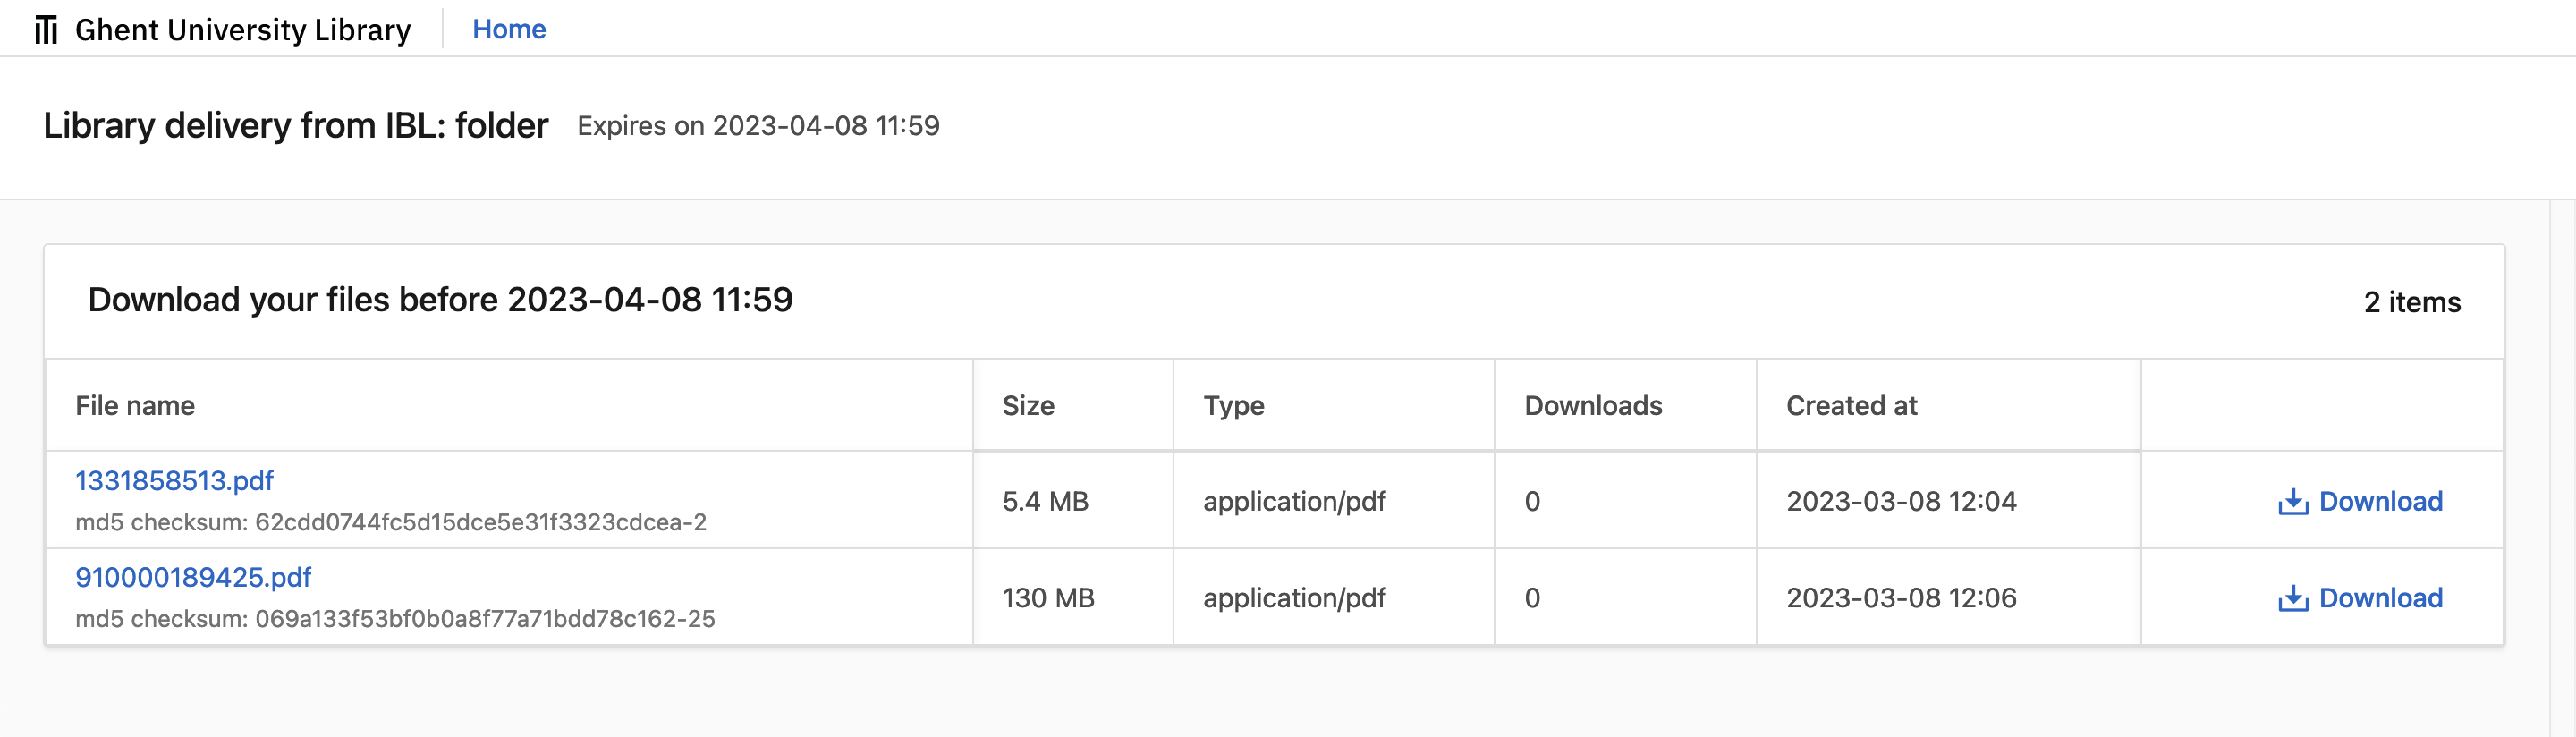 Ghent University Library Home
Library delivery from IBL: folder Expires on 2023-04-08 11:59
Download your files before 2023-04-08 11:59 2 items
File name Size Type Downloads Created at
1331858513.pdf
md5 checksum: 62cdd0744fc5d15dce5e31f3323cdcea-2
5.4 MB application/pdf 0 2023-03-08 12:04 Download
910000189425.pdf
md5 checksum: 069a133f53bf0b0a8f77a71bdd78c162-25
130 MB application/pdf 0 2023-03-08 12:06 Download